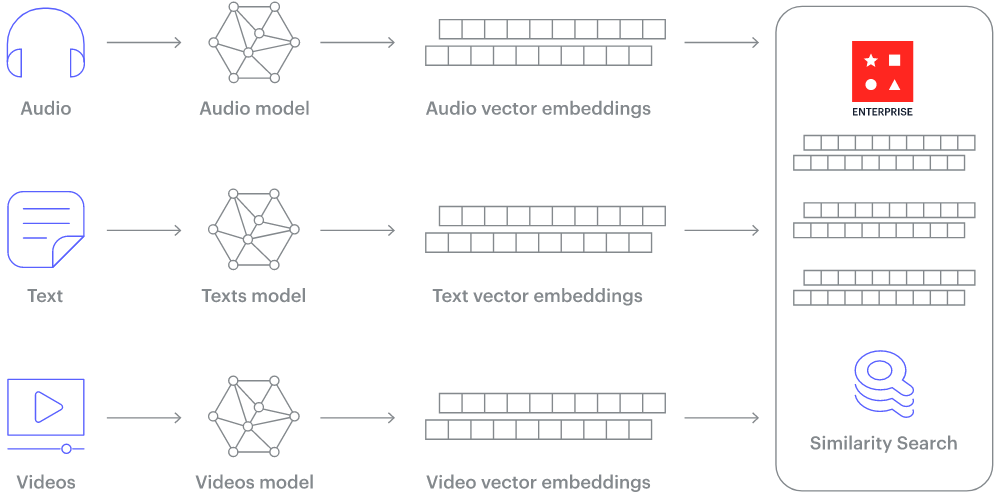 Audio
Audio model
Audio vector embeddings
ENTERPRISE
Text
Texts model
Text vector embeddings
Videos
Videos model
Video vector embeddings
Similarity Search